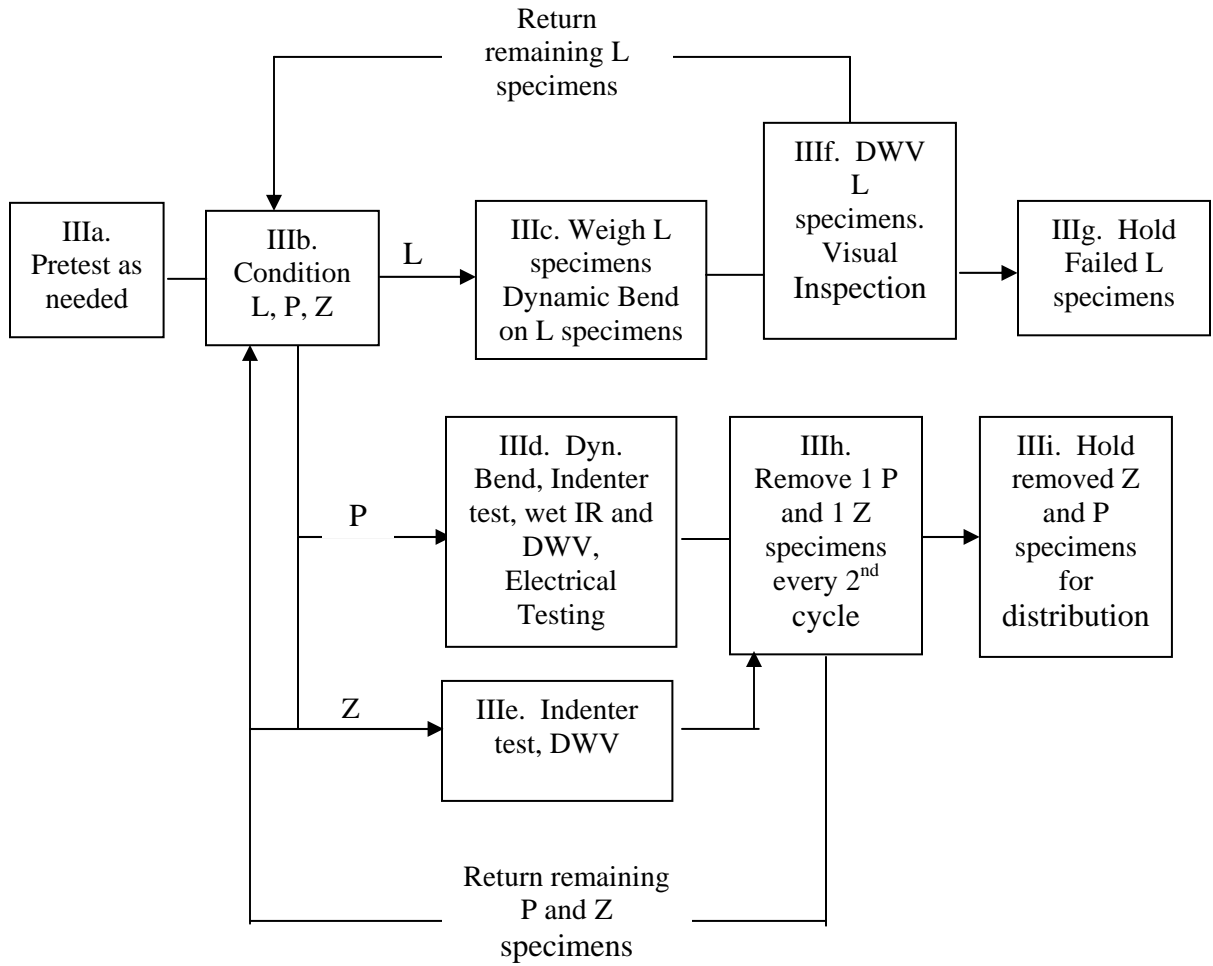 Return
remaining L
specimens
IIIa.
Pretest as
needed
IIIb.
Condition
L, P, Z
L
IIIc. Weigh L
specimens
Dynamic Bend
on L specimens
IIIf. DWV
L
specimens.
Visual
Inspection
IIIg. Hold
Failed L
specimens
P
IIId. Dyn.
Bend, Indenter
test, wet IR and
DWV,
Electrical
Testing
IIIh.
Remove 1 P
and 1 Z
specimens
every 2nd
cycle
IIIi. Hold
removed Z
and P
specimens
for
distribution
Z
IIIe. Indenter
test, DWV
Return remaining
P and Z
specimens